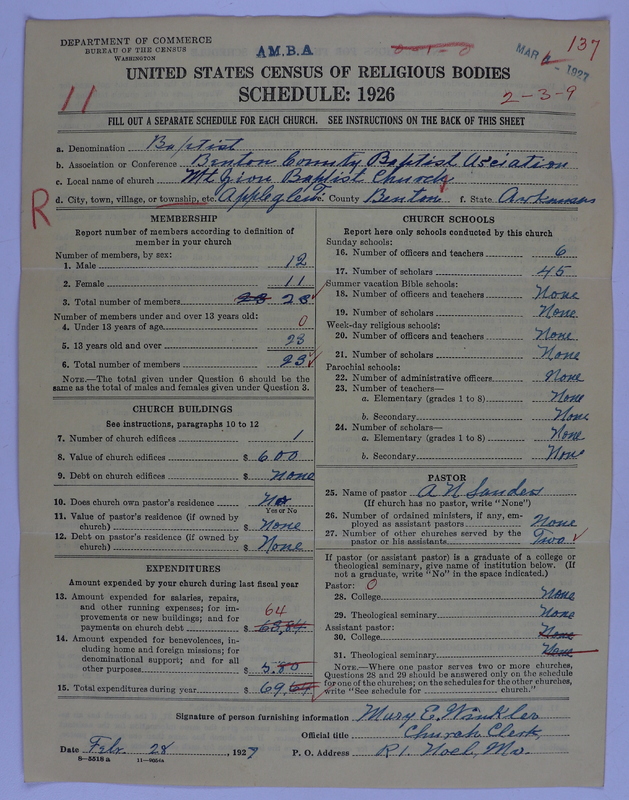 DEPARTMENT OF COMMERCE
BUREAU OF THE CENSUS
WASHINGTON
A.M.B.A
0-1-0
MAR 1927
137
UNITED STATES CENSUS OF RELIGIOUS BODIES
SCHEDULE: 1926
11
2-3-9
FILL OUT A SEPARATE SCHEDULE FOR EACH CHURCH. SEE INSTRUCTIONS ON THE BACK OF THIS SHEET
a. Denomination Baptist
b. Association or Conference Benton County Baptist Asciation
c. Local name of church Mt Zion Baptist Church
d. City, town, village, or township, etc. e. County Benton f. State Arkansas
R
MEMBERSHIP
Report number of members according to definition of
member in your church
Number of members, by sex:
1. Male 12
2. Female 11
3. Total number of members 23 23
Number of members under and over 13 years old:
4. Under 13 years of age 0
5. 13 years old and over 23
6. Total number of members 23
NOTE.—The total given under Question 6 should be the
same as the total of males and females given under Question 3.
CHURCH BUILDINGS
See instructions, paragraphs 10 to 12
7. Number of church edifices 1
8. Value of church edifices $ 600
9. Debt on church edifices $ none
10. Does church own pastor's residence No
Yes or No
11. Value of pastor's residence (if owned by
church) $ None
12. Debt on pastor's residence (if owned by
church) $ None
EXPENDITURES
Amount expended by your church during last fiscal year
13. Amount expended for salaries, repairs,
and other running expenses; for im-
provements or new buildings; and for
payments on church debt $ 64
14. Amount expended for benevolences, in-
cluding home and foreign missions; for
denominational support; and for all
other purposes $ 5.80
15. Total expenditures during year $ 69.64
CHURCH SCHOOLS
Report here only schools conducted by this church
Sunday schools:
16. Number of officers and teachers 6
17. Number of scholars 45
Summer vacation Bible schools:
18. Number of officers and teachers None
19. Number of scholars None
Week-day religious schools:
20. Number of officers and teachers None
21. Number of scholars None
Parochial schools:
22. Number of administrative officers None
23. Number of teachers—
a. Elementary (grades 1 to 8) None
b. Secondary None
24. Number of scholars—
a. Elementary (grades 1 to 8) None
b. Secondary None
PASTOR
25. Name of pastor A N Sanders
(If church has no pastor, write "None")
26. Number of ordained ministers, if any, em-
ployed as assistant pastors None
27. Number of other churches served by the
pastor or his assistants Two
If pastor (or assistant pastor) is a graduate of a college or
theological seminary, give name of institution below. (If
not a graduate, write "No" in the space indicated.)
Pastor: 0
28. College None
29. Theological seminary None
Assistant pastor:
30. College None
31. Theological seminary None
NOTE.—Where one pastor serves two or more churches,
Questions 28 and 29 should be answered only on the schedule
for one of the churches; on the schedules for the other churches,
write "See schedule for church."
Signature of person furnishing information Mary E. Winkler
Official title Church Clerk
Date Feb. 28, 1927 P. O. Address R1. Noel, Mo.
8-5518 a 11-9054a